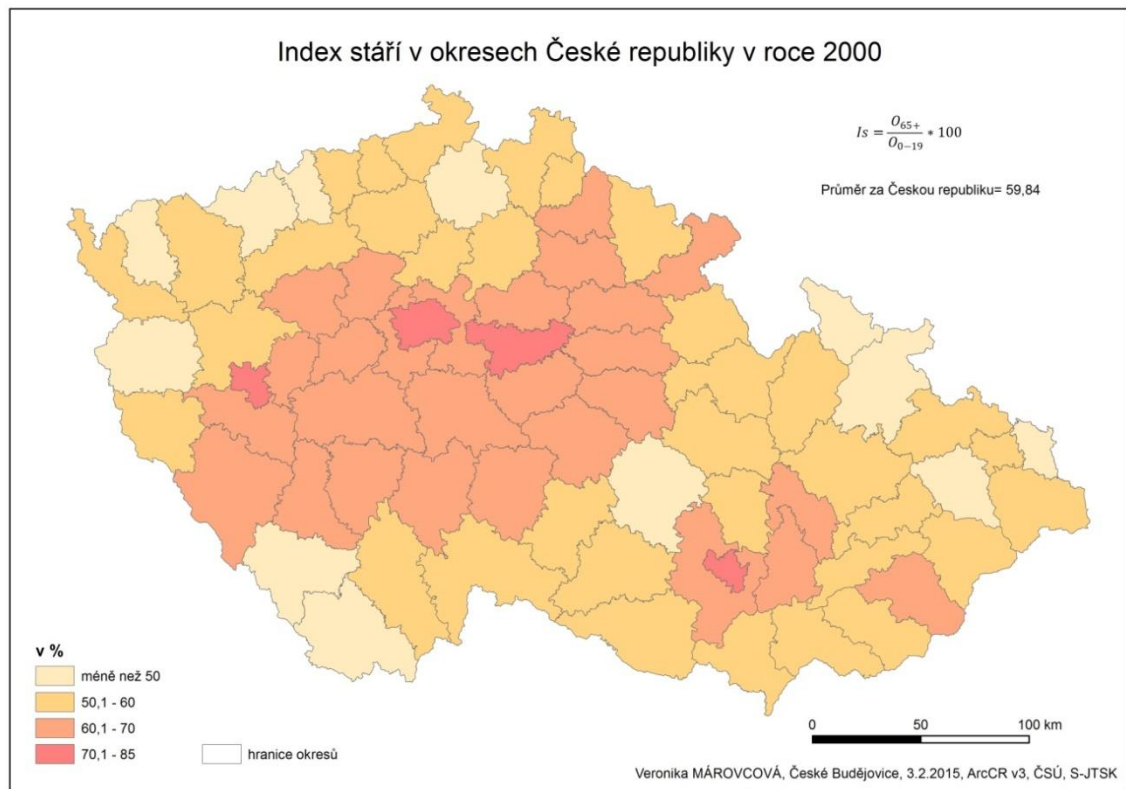 Index stáří v okresech České republiky v roce 2000
Is = O65+ / O0−19 * 100
Průměr za Českou republiku= 59,84
v %
méně než 50
50,1 - 60
60,1 - 70
70,1 - 85
hranice okresů
0 50 100 km
Veronika MÁROVCOVÁ, České Budějovice, 3.2.2015, ArcCR v3, ČSÚ, S-JTSK